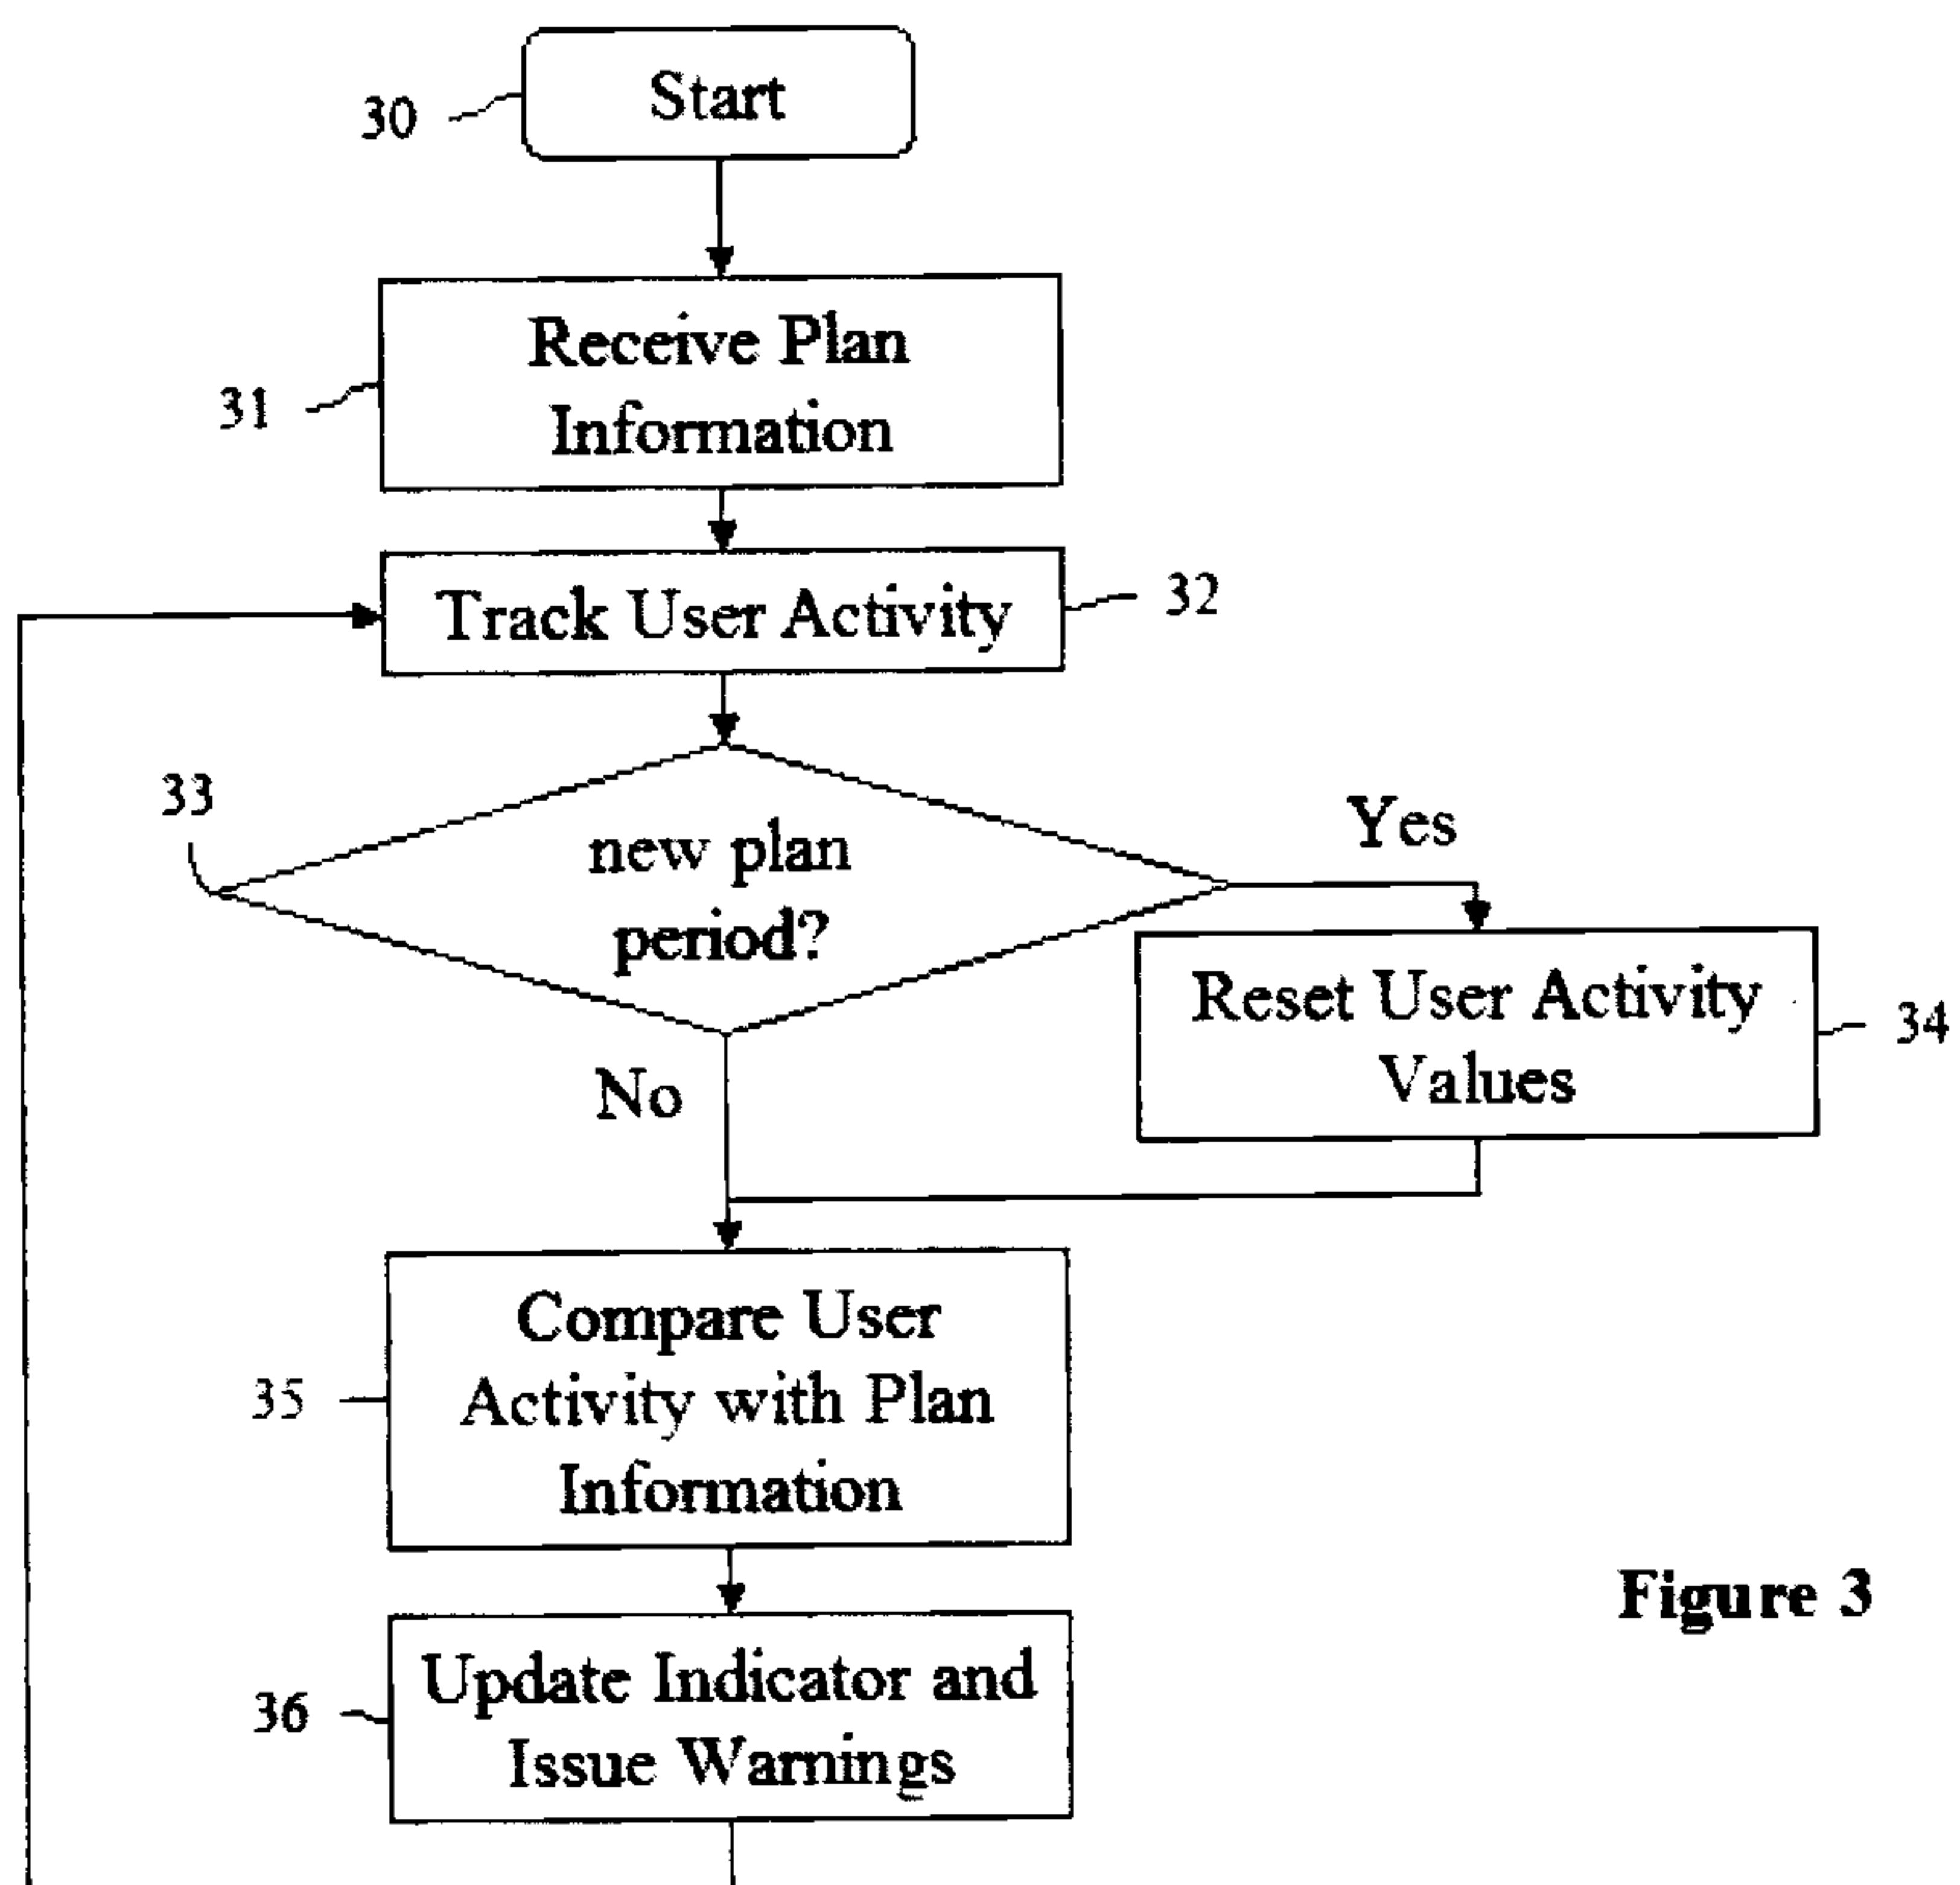 Start
30
Receive Plan
Information
31
Track User Activity
32
33
new plan
period?
Yes
No
Reset User Activity
Values
34
Compare User
Activity with Plan
Information
35
Update Indicator and
Issue Warnings
36
Figure 3